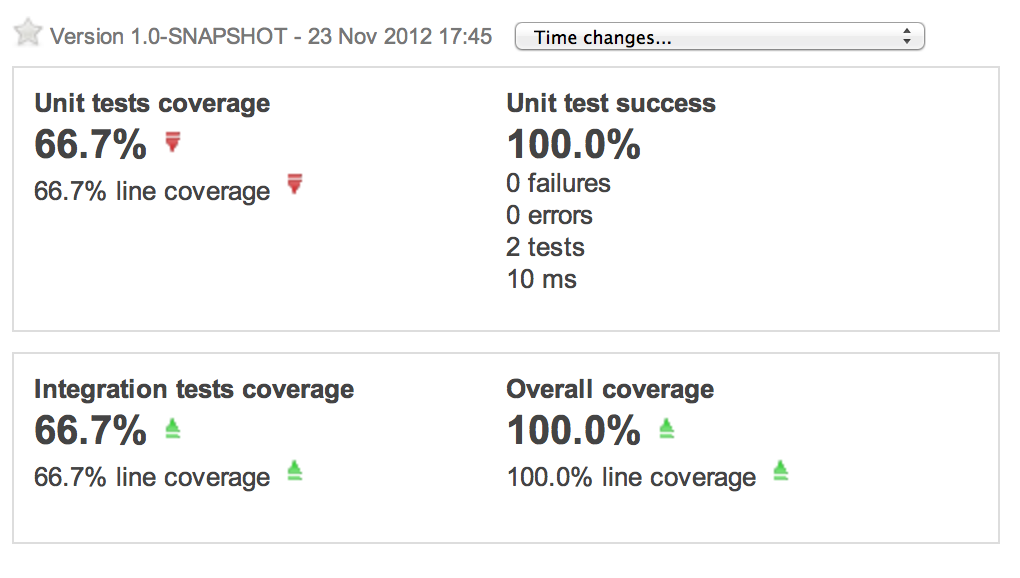 Version 1.0-SNAPSHOT - 23 Nov 2012 17:45
Time changes...
Unit tests coverage
66.7%
66.7% line coverage
Unit test success
100.0%
0 failures
0 errors
2 tests
10 ms
Integration tests coverage
66.7%
66.7% line coverage
Overall coverage
100.0%
100.0% line coverage